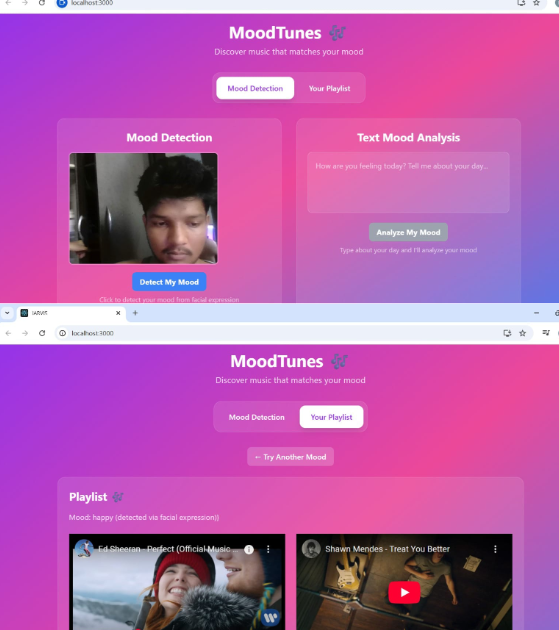 localhost:3000
MoodTunes
Discover music that matches your mood
Mood Detection
Your Playlist
Mood Detection
Detect My Mood
Click to detect your mood from facial expression
Text Mood Analysis
How are you feeling today? Tell me about your day...
Analyze My Mood
Type about your day and I'll analyze your mood
JARVIS
localhost:3000
MoodTunes
Discover music that matches your mood
Mood Detection
Your Playlist
← Try Another Mood
Playlist
Mood: happy (detected via facial expression)]
Ed Sheeran - Perfect (Official Music ...
Shawn Mendes - Treat You Better